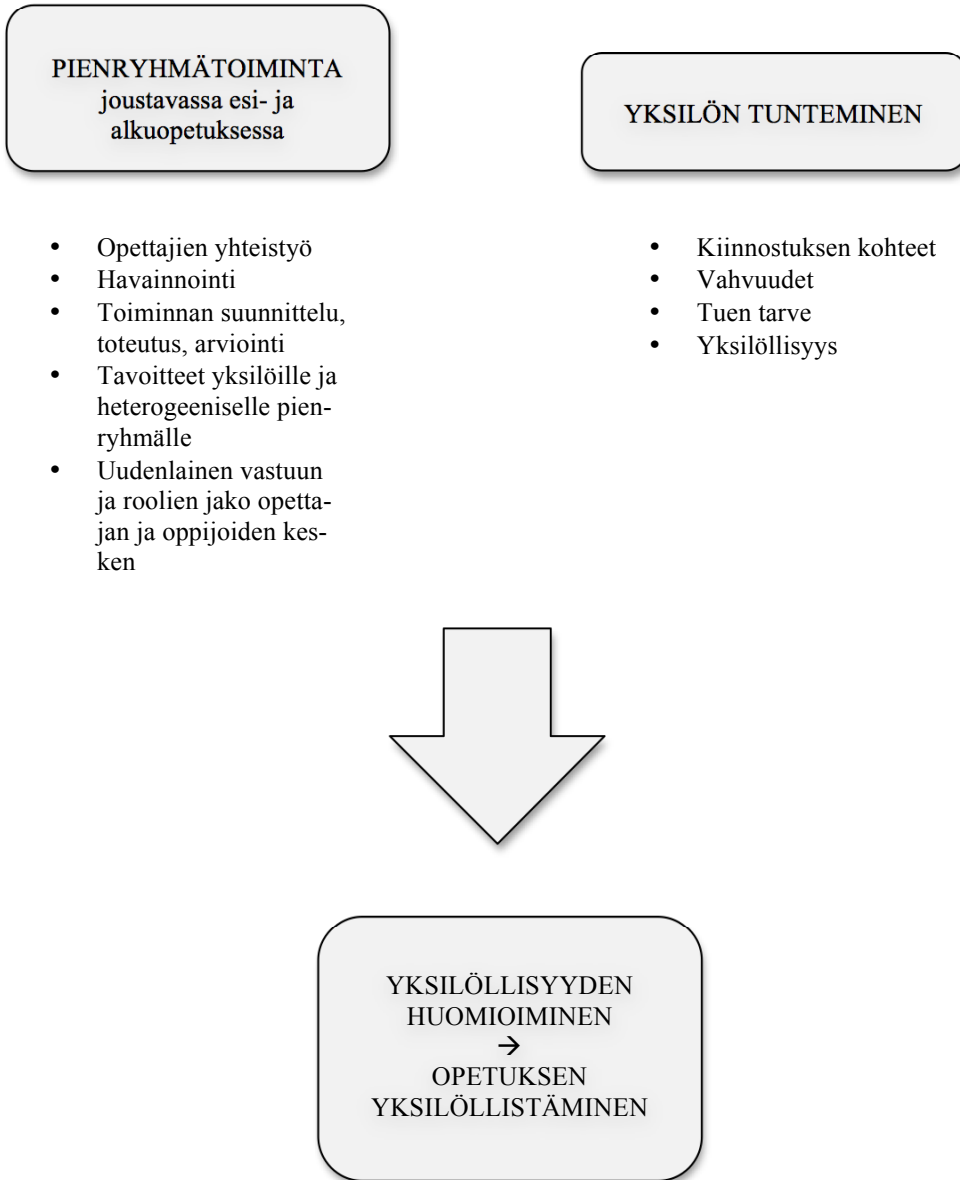 PIENRYHMÄTOIMINTA
joustavassa esi- ja
alkuopetuksessa
YKSILÖN TUNTEMINEN
• Opettajien yhteistyö
• Havainnointi
• Toiminnan suunnittelu,
toteutus, arviointi
• Tavoitteet yksilöille ja
heterogeeniselle pien-
ryhmälle
• Uudenlainen vastuun
ja roolien jako opetta-
jan ja oppijoiden kes-
ken
• Kiinnostuksen kohteet
• Vahvuudet
• Tuen tarve
• Yksilöllisyys
YKSILÖLLISYYDEN
HUOMIOIMINEN
→
OPETUKSEN
YKSILÖLLISTÄMINEN